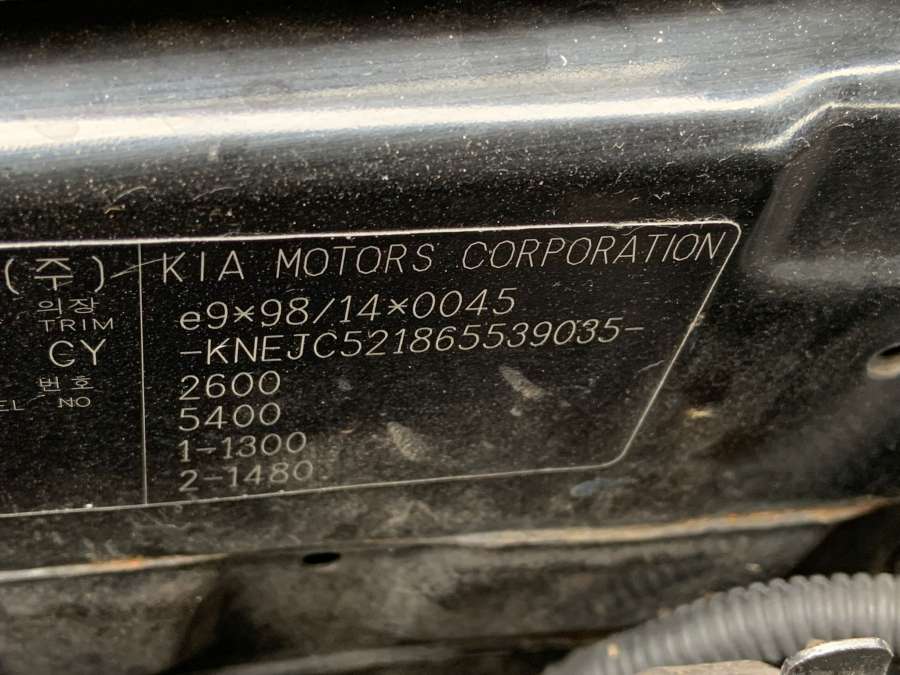 (주) KIA MOTORS CORPORATION
의장
TRIM
CY
번호
NO
e9*98/14*0045
-KNEJC521865539035-
2600
5400
1-1300
2-1480